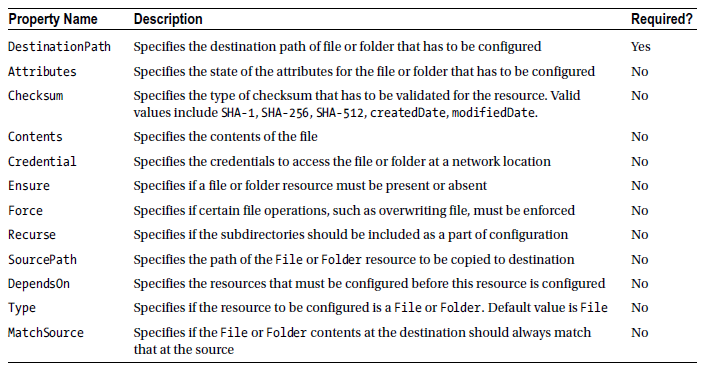 Property Name Description Required?
DestinationPath Specifies the destination path of file or folder that has to be configured Yes
Attributes Specifies the state of the attributes for the file or folder that has to be configured No
Checksum Specifies the type of checksum that has to be validated for the resource. Valid No
values include SHA-1, SHA-256, SHA-512, createdDate, modifiedDate.
Contents Specifies the contents of the file No
Credential Specifies the credentials to access the file or folder at a network location No
Ensure Specifies if a file or folder resource must be present or absent No
Force Specifies if certain file operations, such as overwriting file, must be enforced No
Recurse Specifies if the subdirectories should be included as a part of configuration No
SourcePath Specifies the path of the File or Folder resource to be copied to destination No
DependsOn Specifies the resources that must be configured before this resource is configured No
Type Specifies if the resource to be configured is a File or Folder. Default value is File No
MatchSource Specifies if the File or Folder contents at the destination should always match No
that at the source